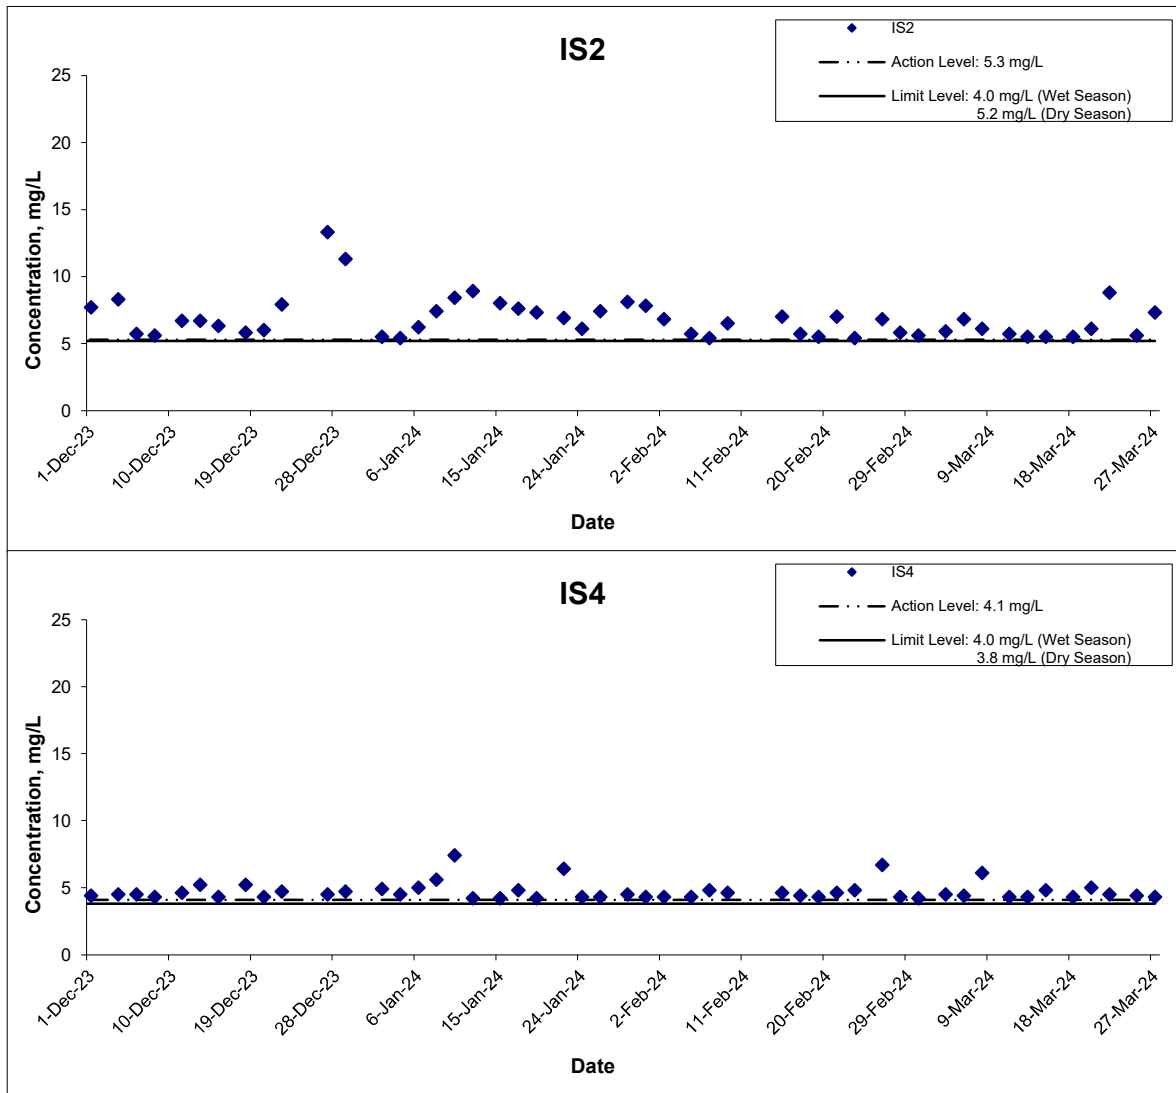 IS2
IS2
Action Level: 5.3 mg/L
Limit Level: 4.0 mg/L (Wet Season)
5.2 mg/L (Dry Season)
25
20
15
10
5
0
Concentration, mg/L
1-Dec-23
10-Dec-23
19-Dec-23
28-Dec-23
6-Jan-24
15-Jan-24
24-Jan-24
2-Feb-24
11-Feb-24
20-Feb-24
29-Feb-24
9-Mar-24
18-Mar-24
27-Mar-24
Date
IS4
IS4
Action Level: 4.1 mg/L
Limit Level: 4.0 mg/L (Wet Season)
3.8 mg/L (Dry Season)
25
20
15
10
5
0
Concentration, mg/L
1-Dec-23
10-Dec-23
19-Dec-23
28-Dec-23
6-Jan-24
15-Jan-24
24-Jan-24
2-Feb-24
11-Feb-24
20-Feb-24
29-Feb-24
9-Mar-24
18-Mar-24
27-Mar-24
Date